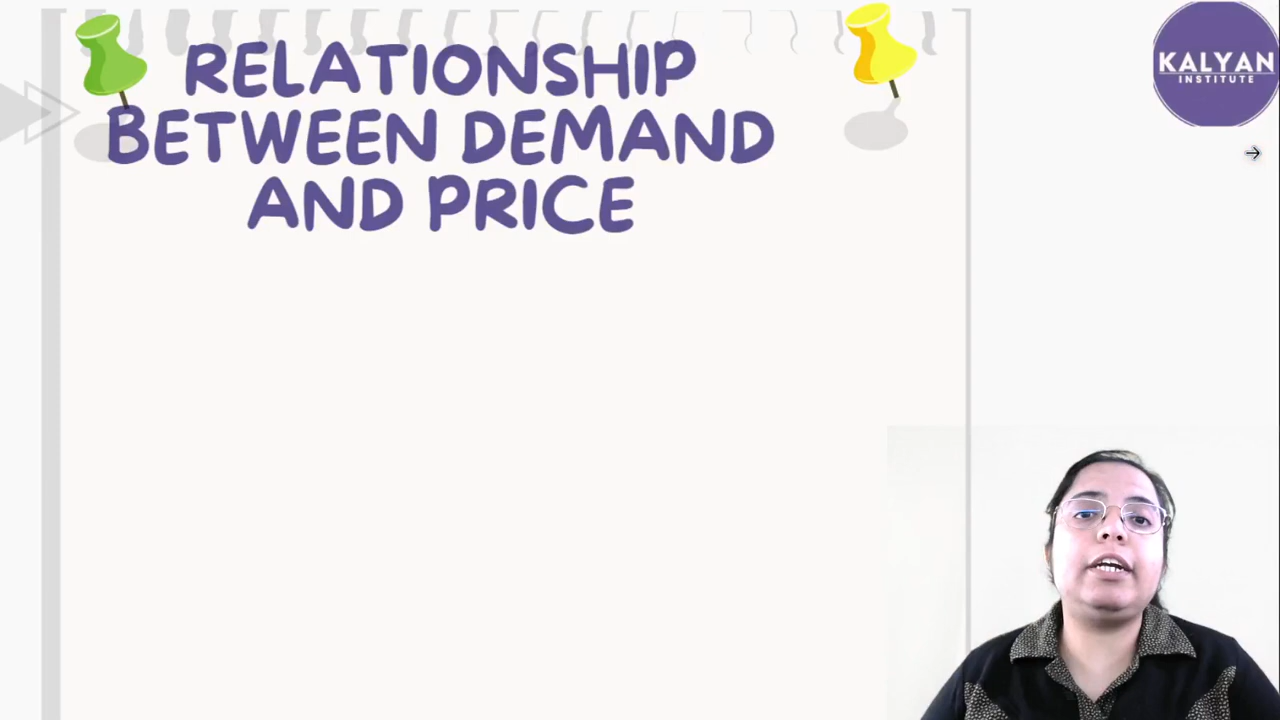 RELATIONSHIP
BETWEEN DEMAND
AND PRICE
KALYAN
INSTITUTE